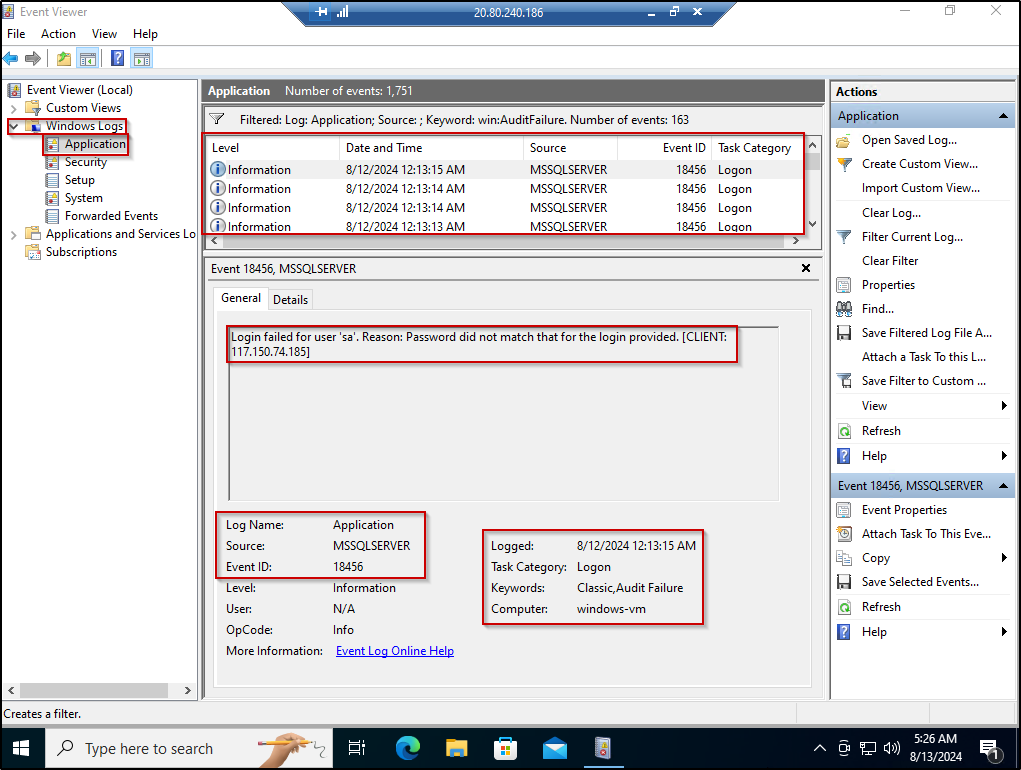 Event Viewer
20.80.240.186
File Action View Help
Event Viewer (Local)
Custom Views
Windows Logs
Application
Security
Setup
System
Forwarded Events
Applications and Services Lo
Subscriptions
Application Number of events: 1,751
Filtered: Log: Application; Source: ; Keyword: win:AuditFailure. Number of events: 163
Level Date and Time Source Event ID Task Category
Information 8/12/2024 12:13:15 AM MSSQLSERVER 18456 Logon
Information 8/12/2024 12:13:14 AM MSSQLSERVER 18456 Logon
Information 8/12/2024 12:13:14 AM MSSQLSERVER 18456 Logon
Information 8/12/2024 12:13:13 AM MSSQLSERVER 18456 Logon
Event 18456, MSSQLSERVER
General Details
Login failed for user 'sa'. Reason: Password did not match that for the login provided. [CLIENT:
117.150.74.185]
Log Name: Application
Source: MSSQLSERVER
Event ID: 18456
Level: Information
User: N/A
OpCode: Info
More Information: Event Log Online Help
Logged: 8/12/2024 12:13:15 AM
Task Category: Logon
Keywords: Classic,Audit Failure
Computer: windows-vm
Actions
Application
Open Saved Log...
Create Custom View...
Import Custom View...
Clear Log...
Filter Current Log...
Clear Filter
Properties
Find...
Save Filtered Log File A...
Attach a Task To this L...
Save Filter to Custom ...
View
Refresh
Help
Event 18456, MSSQLSERVER
Event Properties
Attach Task To This Eve...
Copy
Save Selected Events...
Refresh
Help
Creates a filter.
Type here to search
5:26 AM
8/13/2024
1